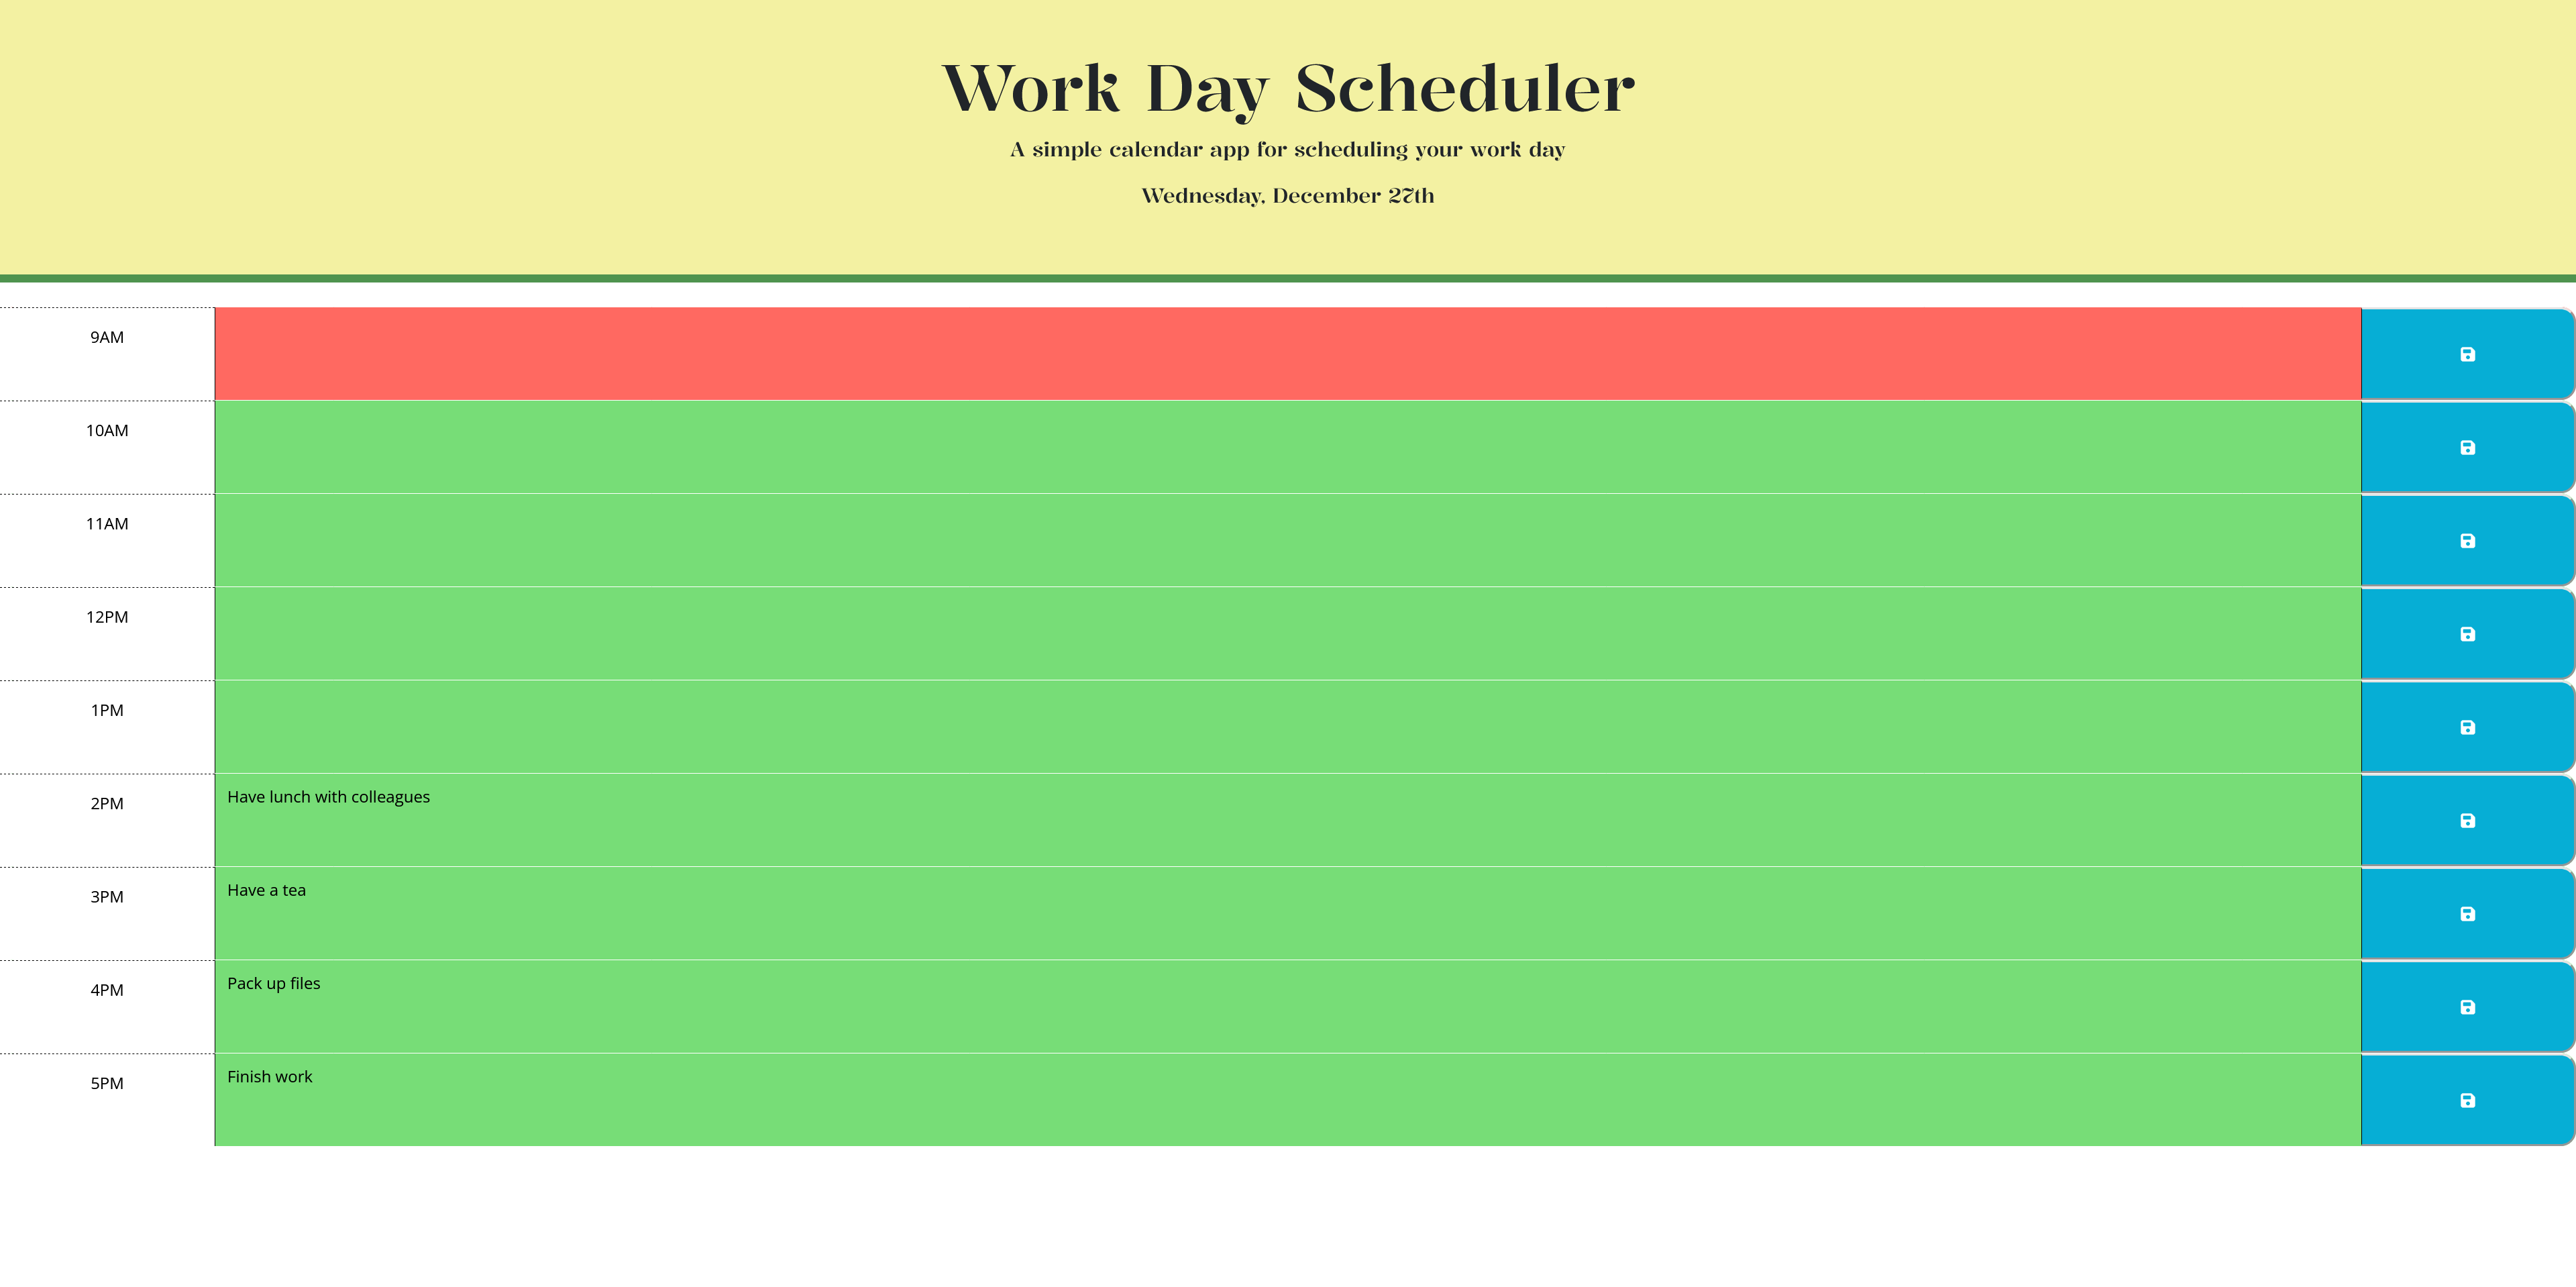 Work Day Scheduler
A simple calendar app for scheduling your work day
Wednesday, December 27th
9AM
10AM
11AM
12PM
1PM
2PM Have lunch with colleagues
3PM Have a tea
4PM Pack up files
5PM Finish work